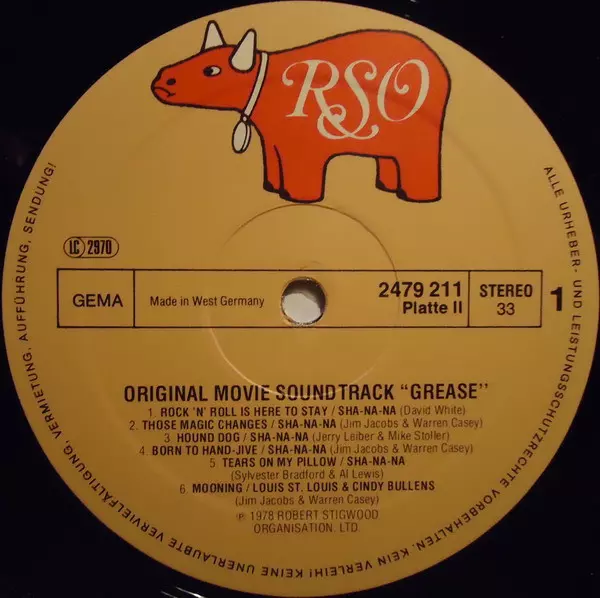 RSO
LC 2970
GEMA
Made in West Germany
2479 211
Platte II
STEREO
33
1
ORIGINAL MOVIE SOUNDTRACK "GREASE"
1. ROCK 'N' ROLL IS HERE TO STAY / SHA-NA-NA (David White)
2. THOSE MAGIC CHANGES / SHA-NA-NA (Jim Jacobs & Warren Casey)
3 HOUND DOG / SHA-NA-NA (Jerry Leiber & Mike Stoller)
4. BORN TO HAND-JIVE / SHA-NA-NA (Jim Jacobs & Warren Casey)
5 TEARS ON MY PILLOW / SHA-NA-NA
(Sylvester Bradford & Al Lewis)
6 MOONING / LOUIS ST. LOUIS & CINDY BULLENS
(Jim Jacobs & Warren Casey)
℗ 1978 ROBERT STIGWOOD
ORGANISATION. LTD.
ALLE URHEBER- UND LEISTUNGSSCHUTZRECHTE VORBEHALTEN. KEIN VERLEIH! KEINE UNERLAUBTE VERVIELFÄLTIGUNG, VERMIETUNG, AUFFÜHRUNG, SENDUNG!